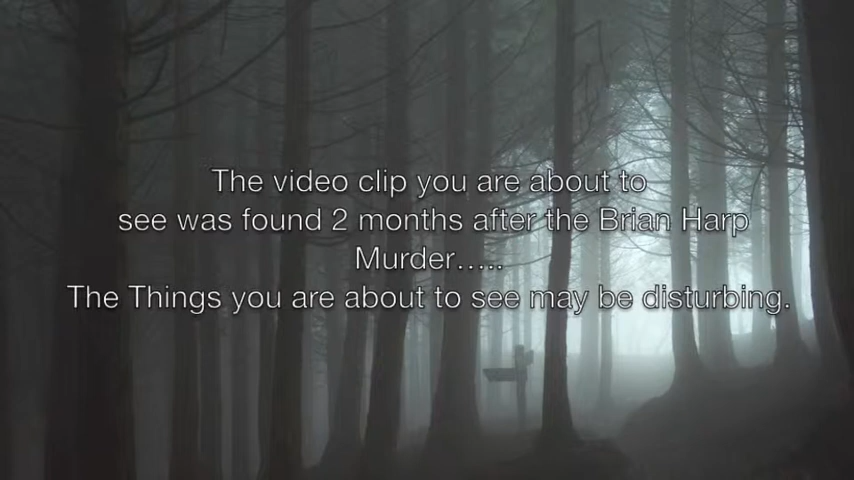 The video clip you are about to
see was found 2 months after the Brian Harp
Murder.....
The Things you are about to see may be disturbing.